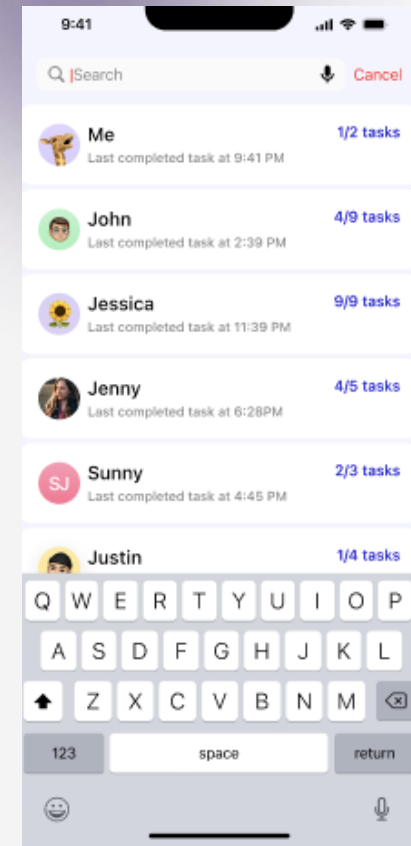 9:41
Search
Cancel
Me
1/2 tasks
Last completed task at 9:41 PM
John
4/9 tasks
Last completed task at 2:39 PM
Jessica
9/9 tasks
Last completed task at 11:39 PM
Jenny
4/5 tasks
Last completed task at 6:28PM
SJ
Sunny
2/3 tasks
Last completed task at 4:45 PM
Justin
1/4 tasks
Q W E R T Y U I O P
A S D F G H J K L
Z X C V B N M
123 space return